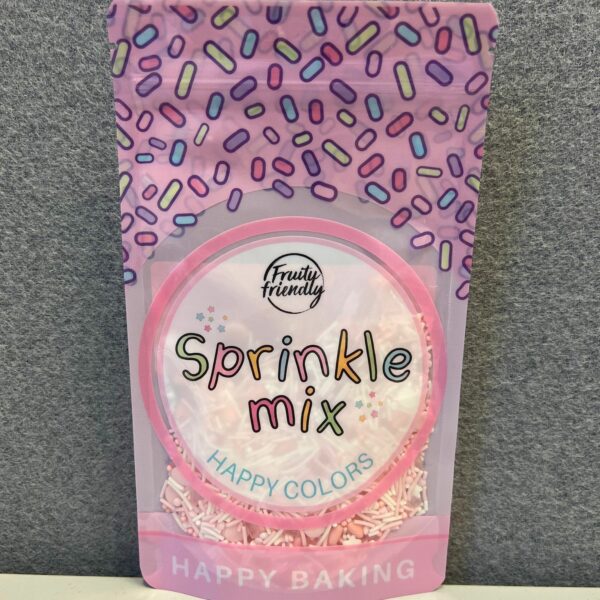 Fruity
friendly
Sprinkle
mix
HAPPY COLORS
HAPPY BAKING